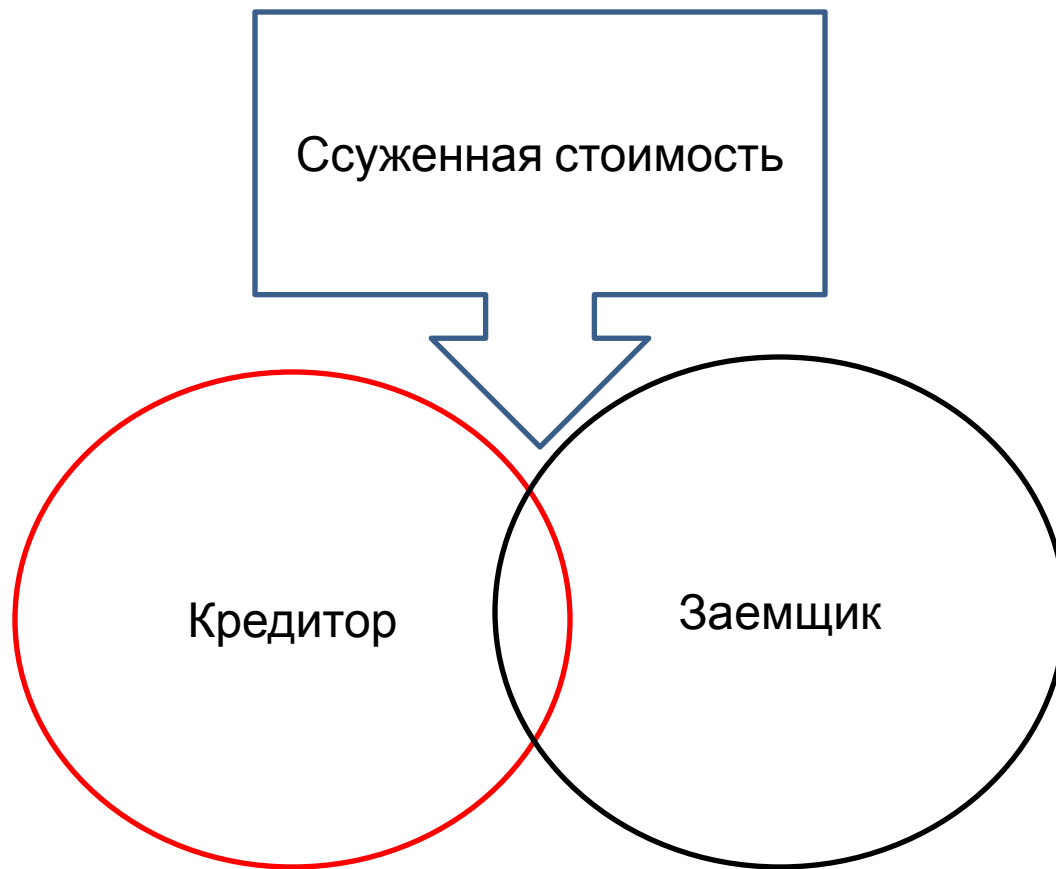 Ссуженная стоимость
Кредитор
Заемщик